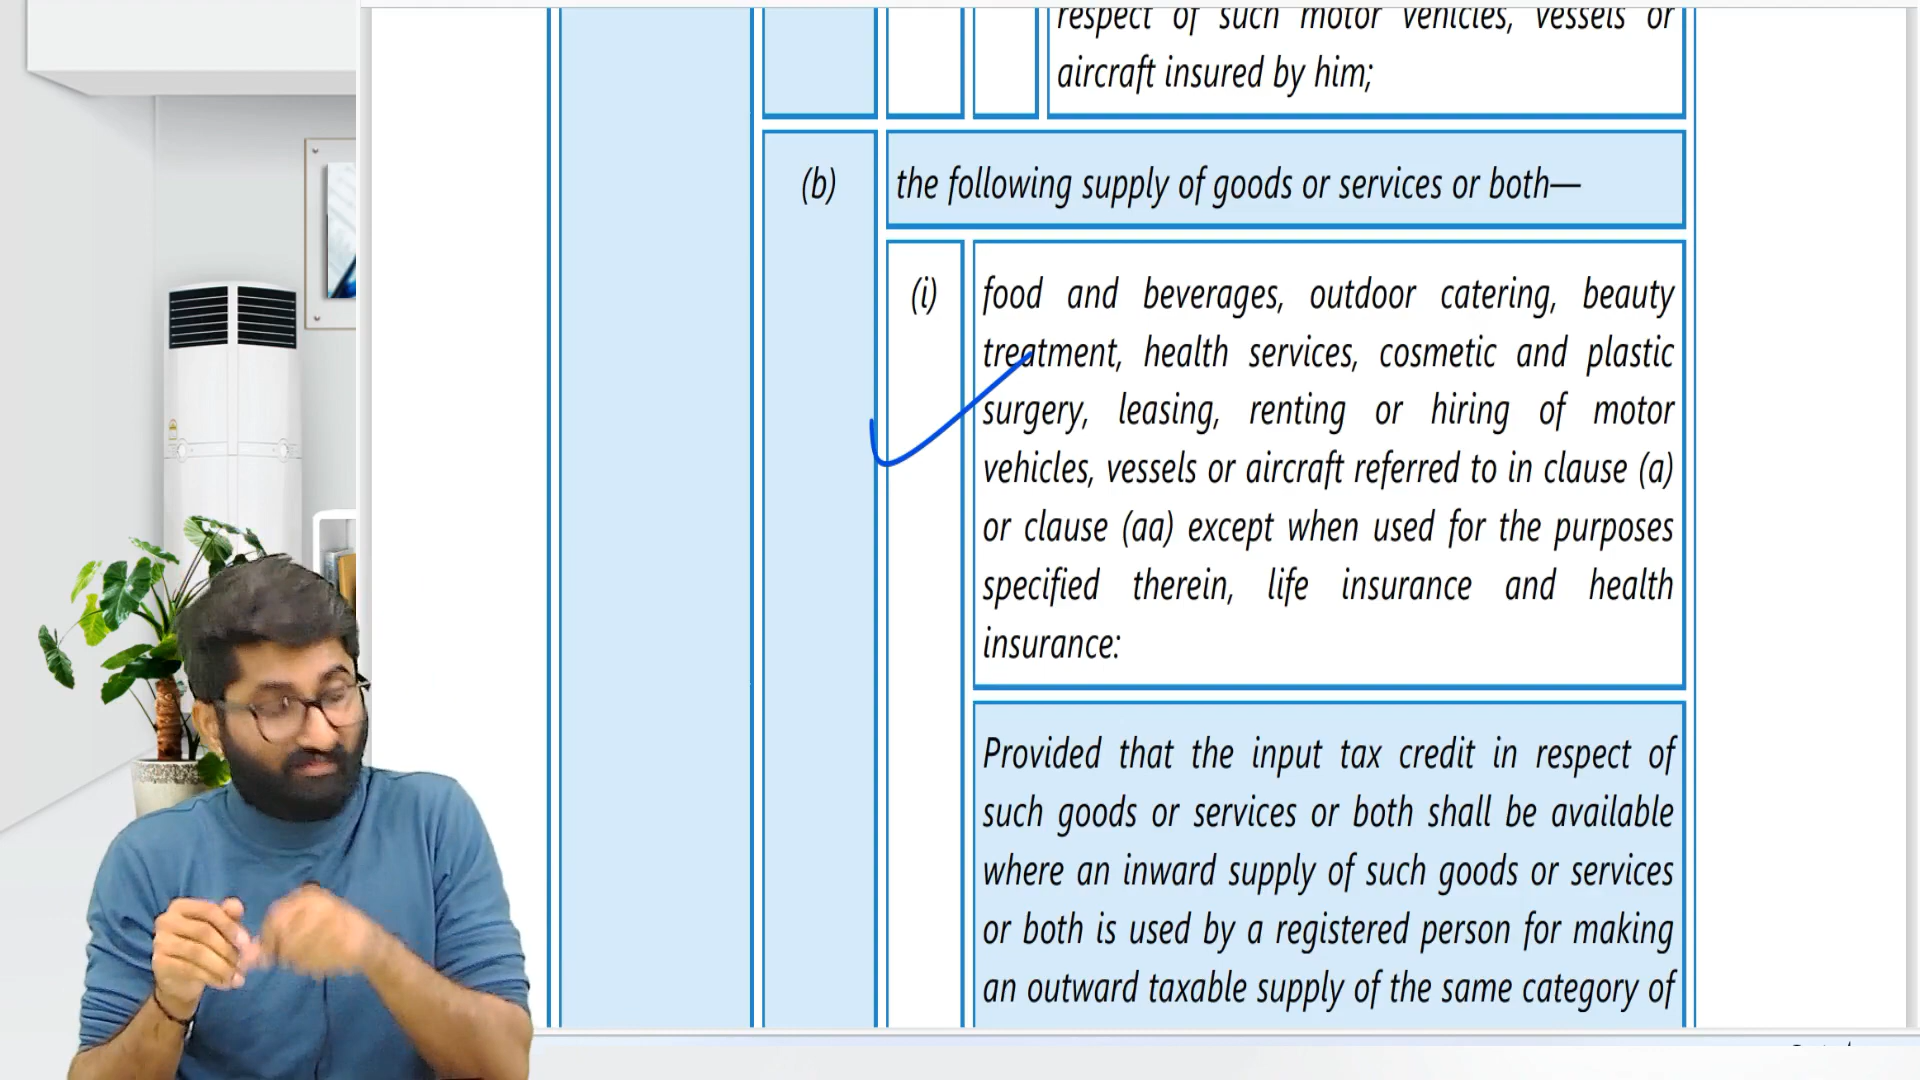 respect of such motor vehicles, vessels or
aircraft insured by him;
(b) the following supply of goods or services or both—
(i) food and beverages, outdoor catering, beauty
treatment, health services, cosmetic and plastic
surgery, leasing, renting or hiring of motor
vehicles, vessels or aircraft referred to in clause (a)
or clause (aa) except when used for the purposes
specified therein, life insurance and health
insurance:
Provided that the input tax credit in respect of
such goods or services or both shall be available
where an inward supply of such goods or services
or both is used by a registered person for making
an outward taxable supply of the same category of